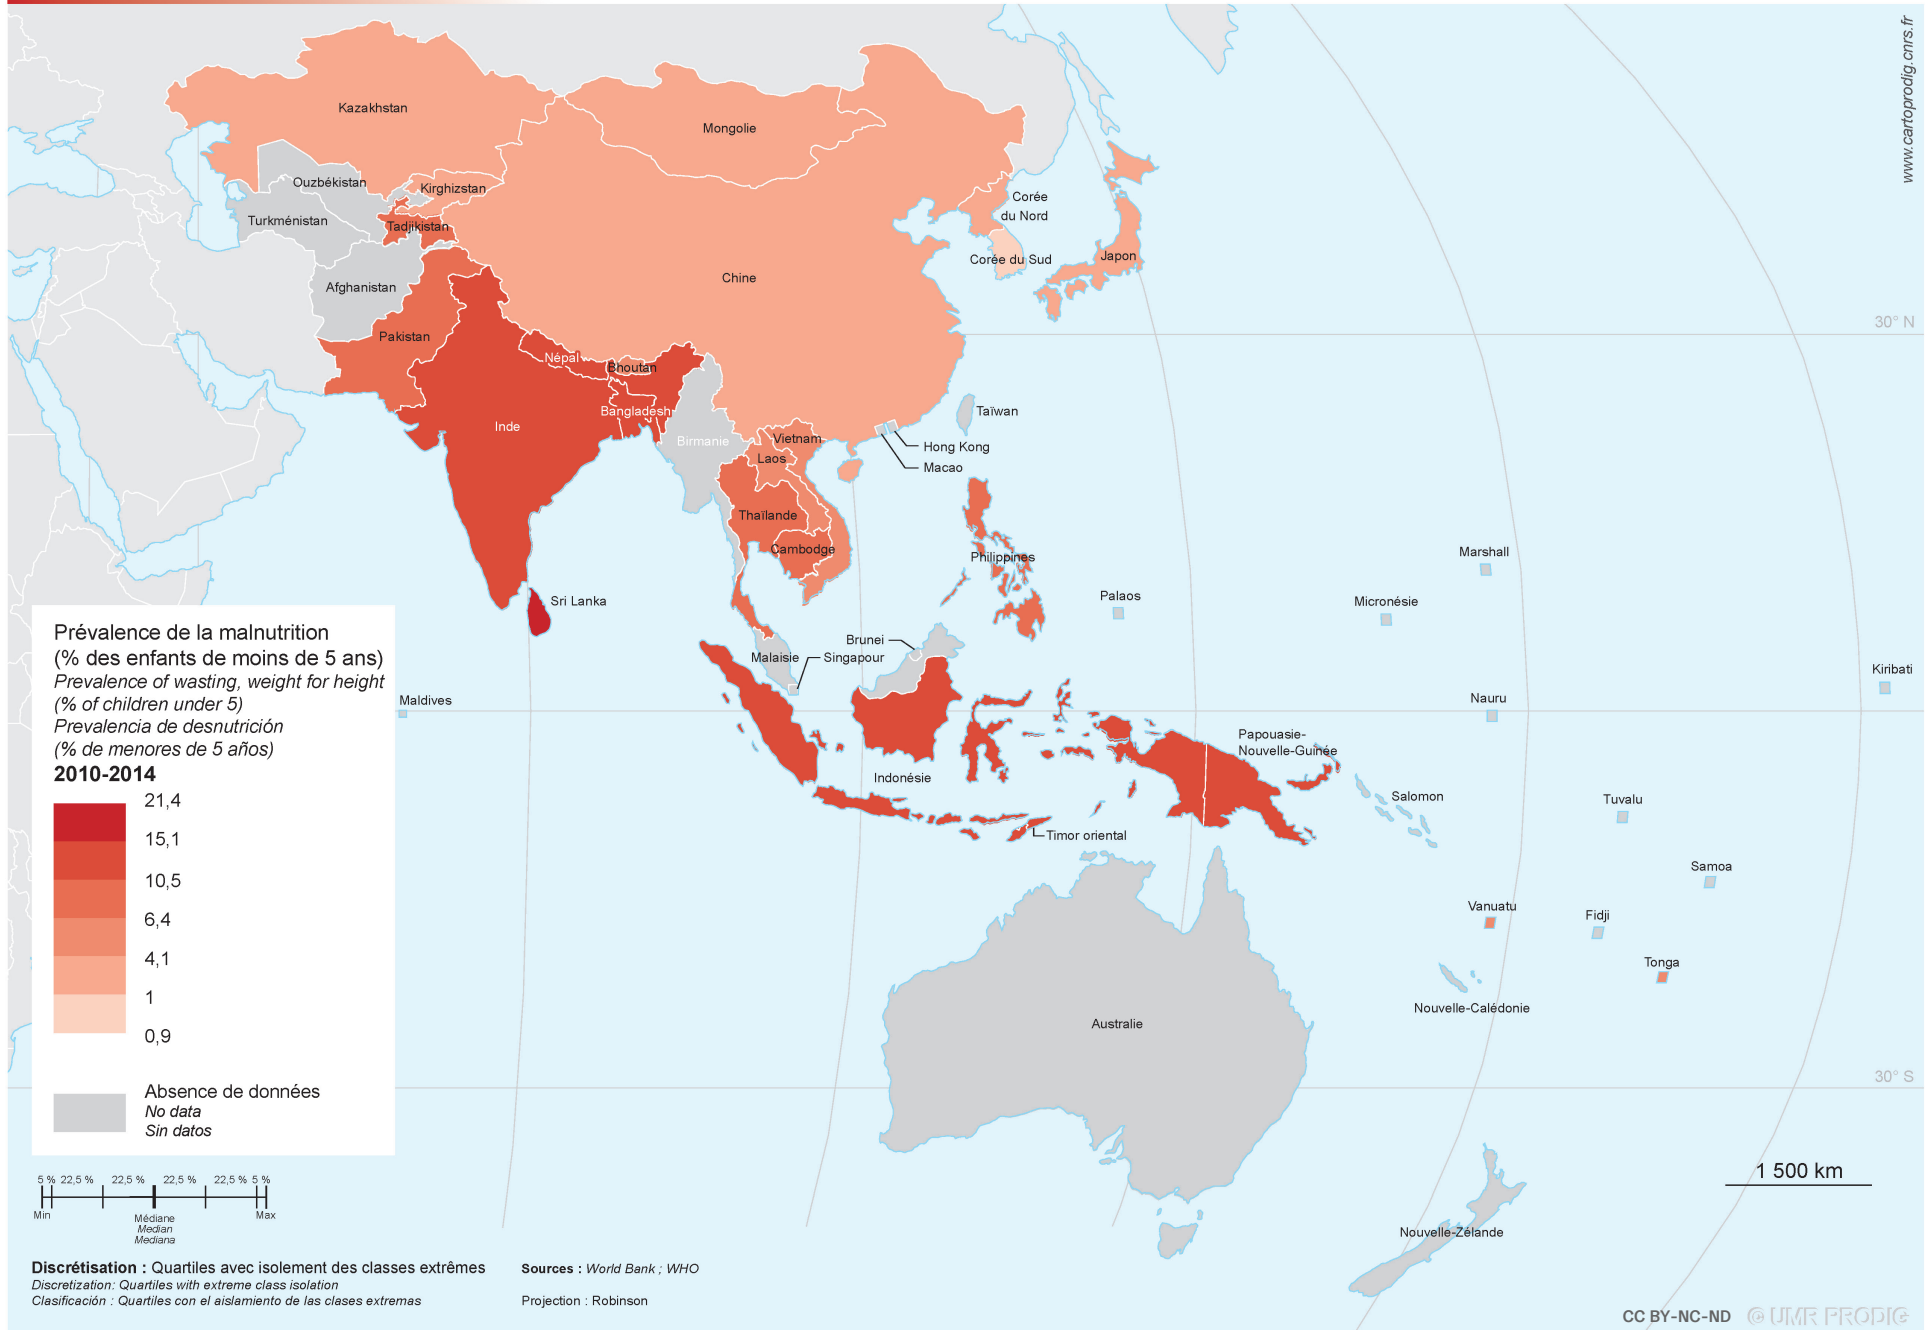 www.cartoprodig.cnrs.fr
Kazakhstan
Mongolie
Ouzbékistan
Kirghizstan
Turkménistan
Tadjikistan
Corée
du Nord
Corée du Sud
Japon
Chine
Afghanistan
30° N
Pakistan
Népal
Bhoutan
Bangladesh
Inde
Birmanie
Taïwan
Vietnam
Hong Kong
Laos
Macao
Thaïlande
Cambodge
Philippines
Marshall
Sri Lanka
Palaos
Micronésie
Brunei
Malaisie
Singapour
Kiribati
Maldives
Nauru
Papouasie-
Nouvelle-Guinée
Indonésie
Salomon
Tuvalu
Timor oriental
Samoa
Vanuatu
Fidji
Tonga
Nouvelle-Calédonie
Australie
30° S
Nouvelle-Zélande
1 500 km
Prévalence de la malnutrition
(% des enfants de moins de 5 ans)
Prevalence of wasting, weight for height
(% of children under 5)
Prevalencia de desnutrición
(% de menores de 5 años)
2010-2014
21,4
15,1
10,5
6,4
4,1
1
0,9
Absence de données
No data
Sin datos
5 % 22,5 % 22,5 % 22,5 % 22,5 % 5 %
Min Max
Médiane
Median
Mediana
Discrétisation : Quartiles avec isolement des classes extrêmes
Discretization: Quartiles with extreme class isolation
Clasificación : Quartiles con el aislamiento de las clases extremas
Sources : World Bank ; WHO
Projection : Robinson
CC BY-NC-ND © UMR PRODIG